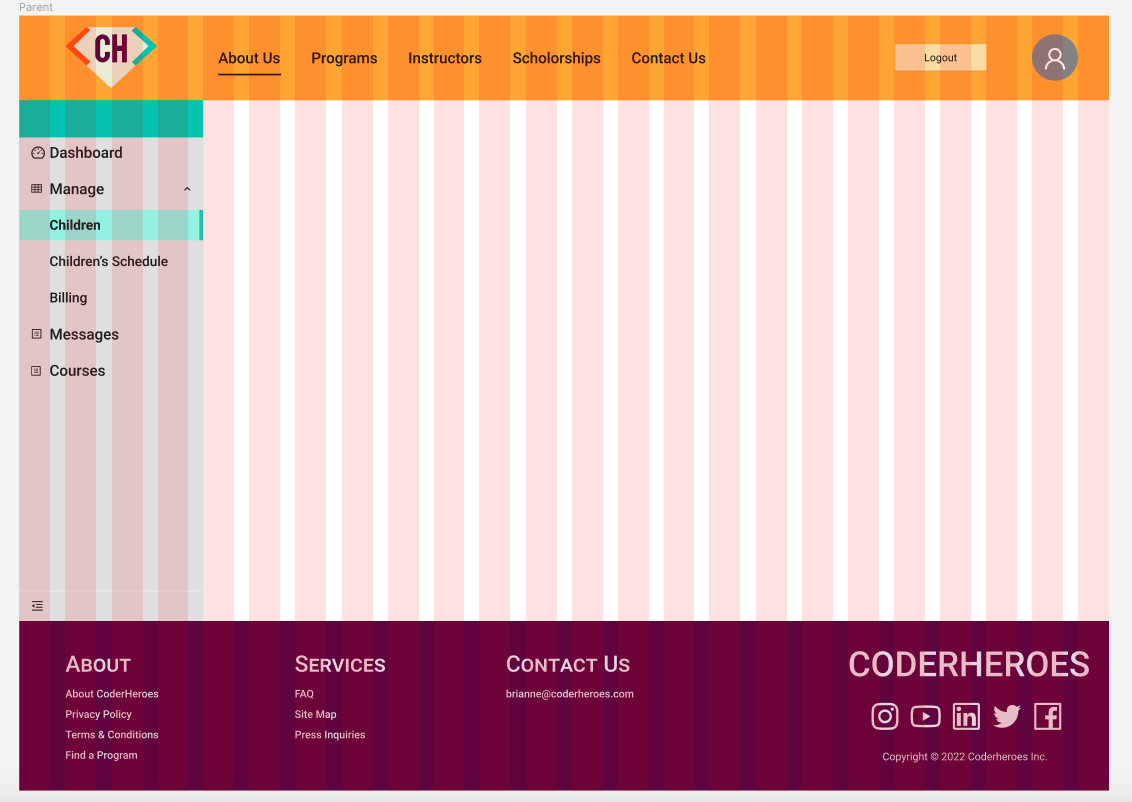 Parent
CH
About Us
Programs
Instructors
Scholorships
Contact Us
Logout
Dashboard
Manage
Children
Children's Schedule
Billing
Messages
Courses
About
About CoderHeroes
Privacy Policy
Terms & Conditions
Find a Program
Services
FAQ
Site Map
Press Inquiries
Contact Us
brianne@coderheroes.com
CODERHEROES
Copyright © 2022 Coderheroes Inc.